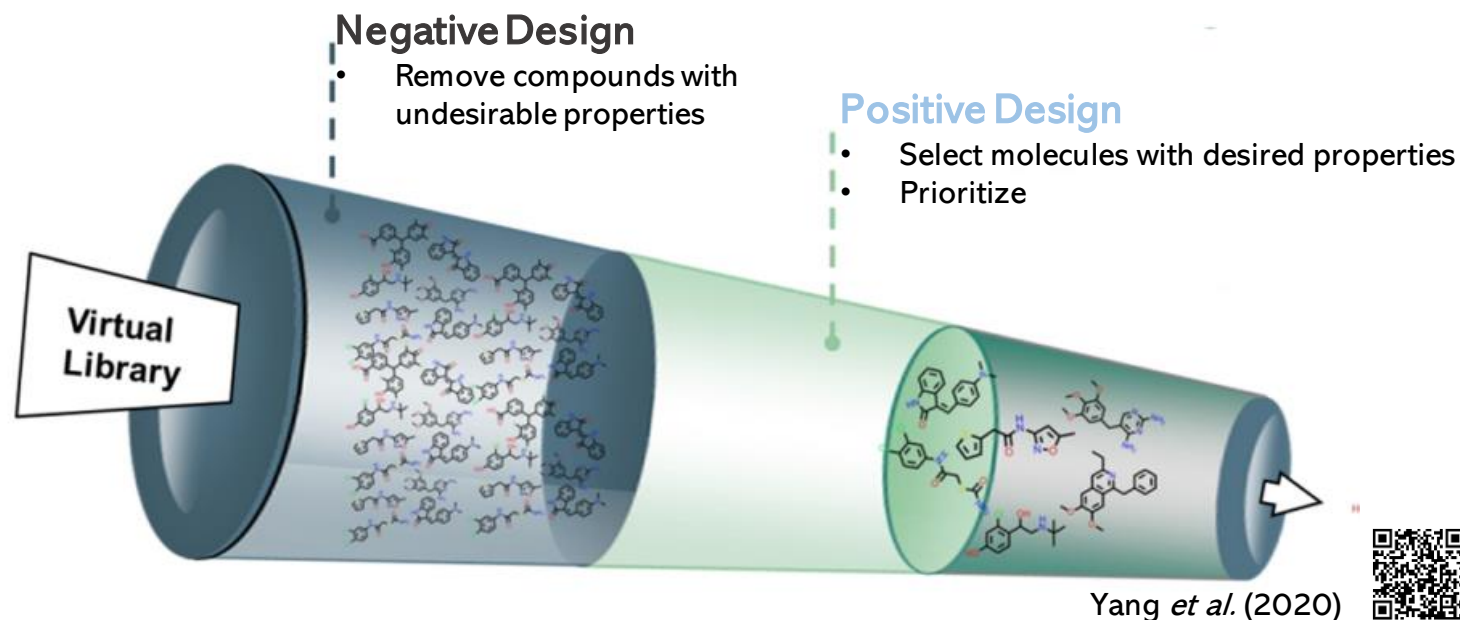 Negative Design
• Remove compounds with
undesirable properties
Positive Design
• Select molecules with desired properties
• Prioritize
Virtual
Library
Yang et al. (2020)